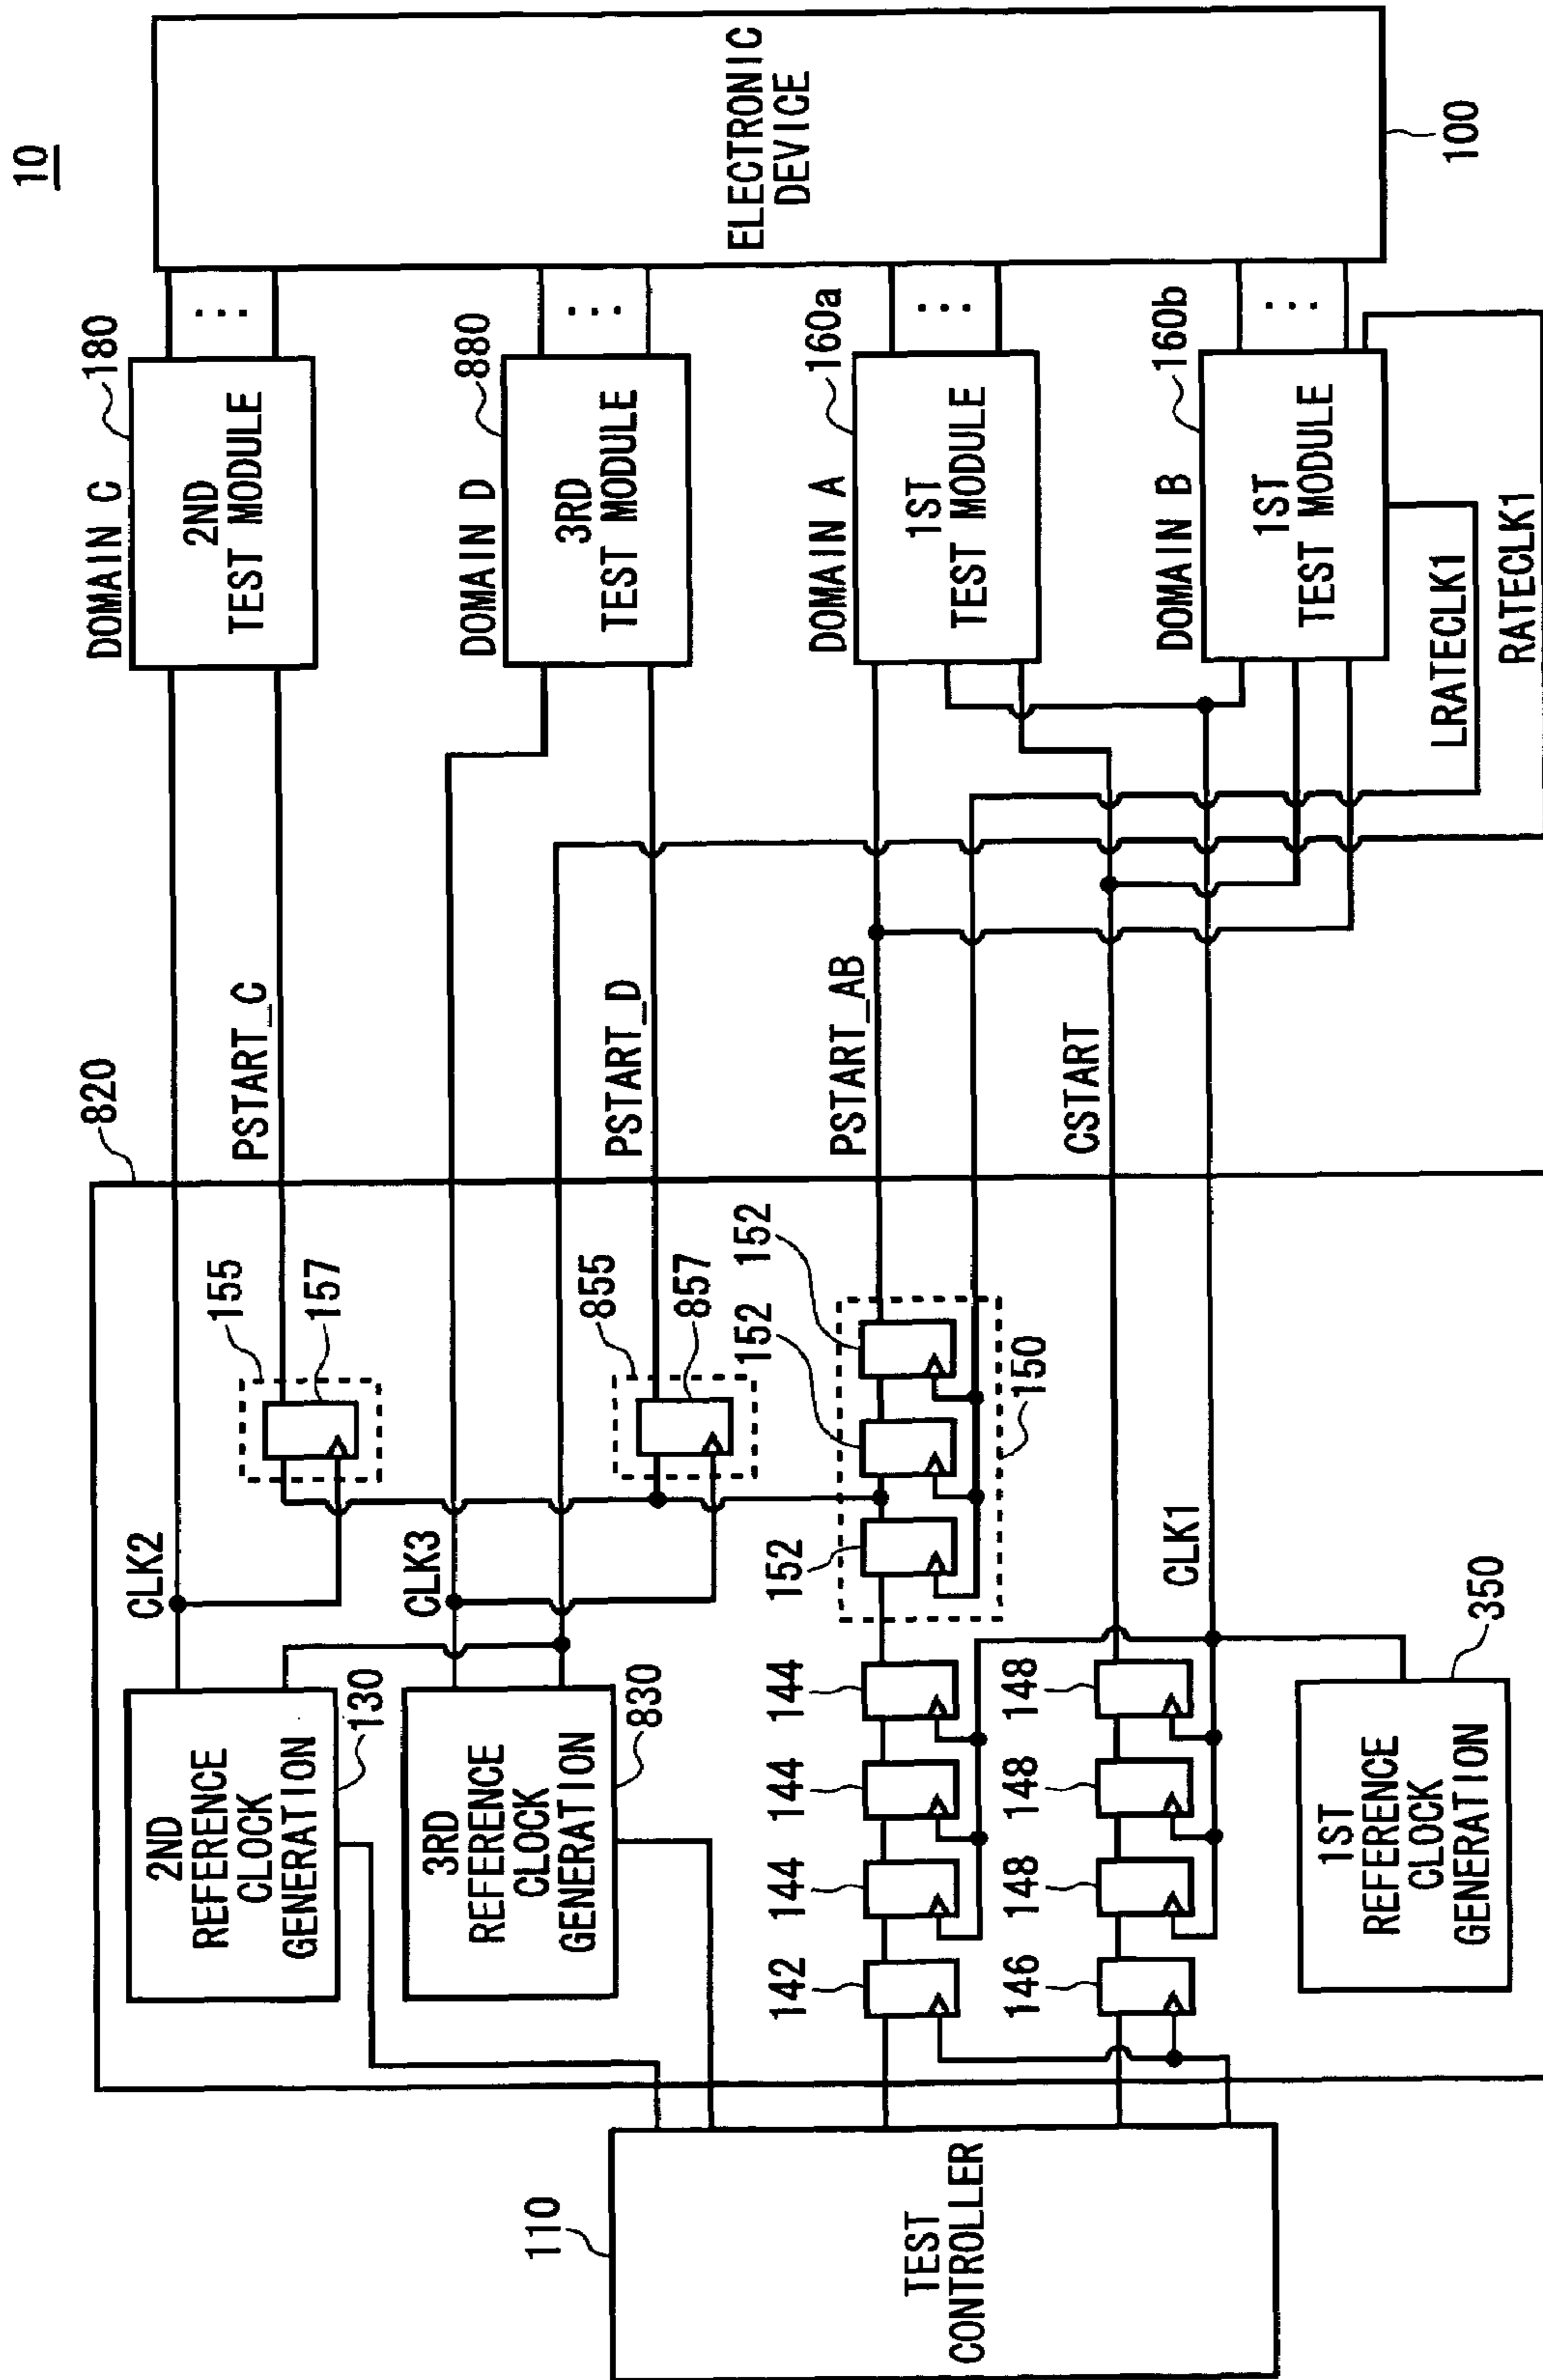 10
ELECTRONIC
DEVICE
100
DOMAIN C
180
2ND
TEST MODULE
⋮
DOMAIN D
880
3RD
TEST MODULE
⋮
DOMAIN A
160a
1ST
TEST MODULE
⋮
DOMAIN B
160b
1ST
TEST MODULE
⋮
LRATECLK1
RATECLK1
820
PSTART_C
PSTART_D
PSTART_AB
CSTART
CLK1
155
157
855
857
152
152
152
150
CLK2
CLK3
2ND
REFERENCE
CLOCK
GENERATION
130
3RD
REFERENCE
CLOCK
GENERATION
830
142
144
144
144
146
148
148
148
1ST
REFERENCE
CLOCK
GENERATION
350
110
TEST
CONTROLLER